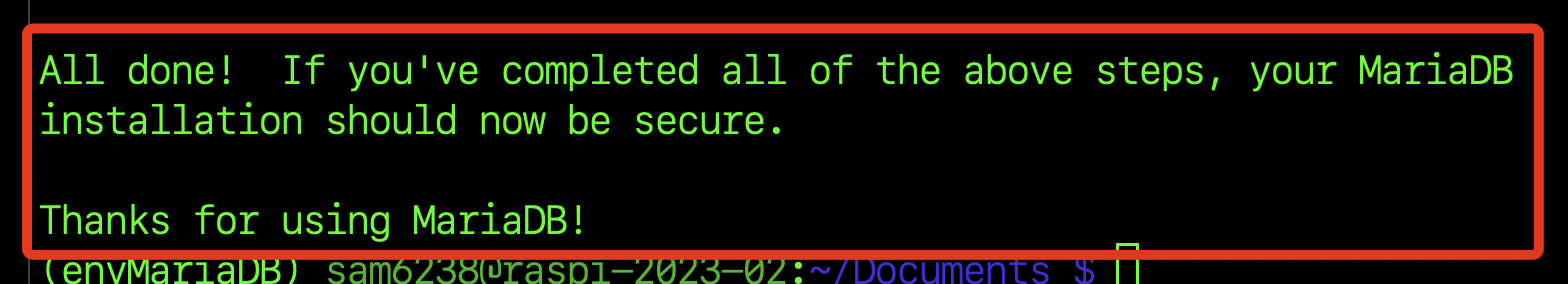 All done!  If you've completed all of the above steps, your MariaDB
installation should now be secure.
Thanks for using MariaDB!
(envMariaDB) sam6238@raspi-2023-02:~/Documents $